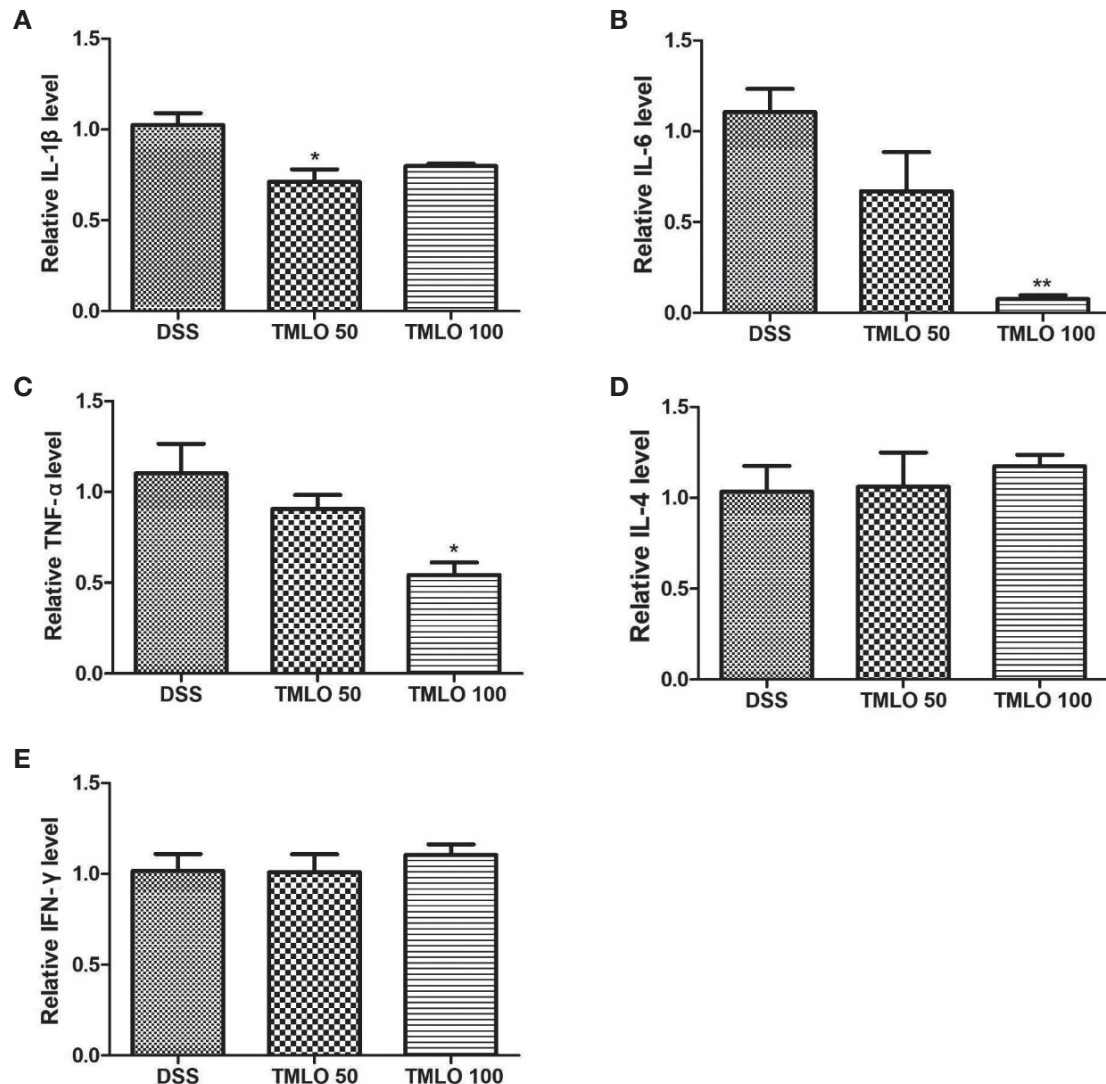 A
Relative IL-1β level
1.5
1.0
0.5
0.0
*
DSS TMLO 50 TMLO 100
B
Relative IL-6 level
1.5
1.0
0.5
0.0
**
DSS TMLO 50 TMLO 100
C
Relative TNF-α level
1.5
1.0
0.5
0.0
*
DSS TMLO 50 TMLO 100
D
Relative IL-4 level
1.5
1.0
0.5
0.0
DSS TMLO 50 TMLO 100
E
Relative IFN-γ level
1.5
1.0
0.5
0.0
DSS TMLO 50 TMLO 100